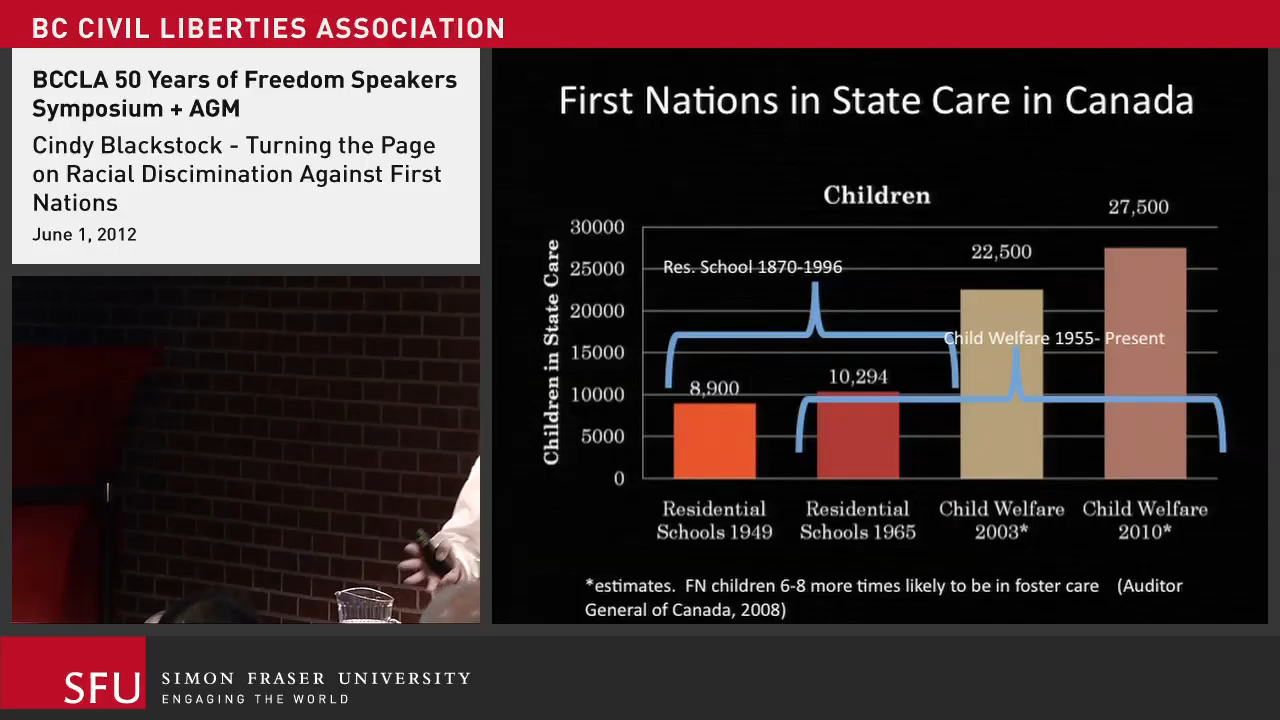 BC CIVIL LIBERTIES ASSOCIATION
BCCLA 50 Years of Freedom Speakers
Symposium + AGM
Cindy Blackstock - Turning the Page
on Racial Discimination Against First
Nations
June 1, 2012
First Nations in State Care in Canada
Children
Children in State Care
30000
25000
20000
15000
10000
5000
0
Res. School 1870-1996
Child Welfare 1955- Present
8,900
10,294
22,500
27,500
Residential
Schools 1949
Residential
Schools 1965
Child Welfare
2003*
Child Welfare
2010*
*estimates. FN children 6-8 more times likely to be in foster care (Auditor
General of Canada, 2008)
SFU
SIMON FRASER UNIVERSITY
ENGAGING THE WORLD